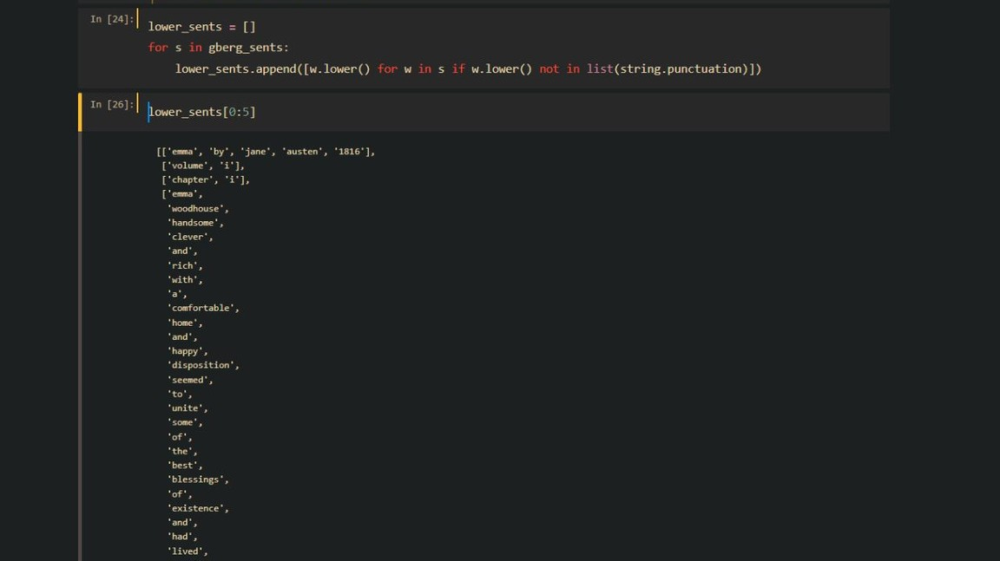 In [24]:
lower_sents = []
for s in gberg_sents:
    lower_sents.append([w.lower() for w in s if w.lower() not in list(string.punctuation)])
In [26]:
lower_sents[0:5]
[['emma', 'by', 'jane', 'austen', '1816'],
 ['volume', 'i'],
 ['chapter', 'i'],
 ['emma',
  'woodhouse',
  'handsome',
  'clever',
  'and',
  'rich',
  'with',
  'a',
  'comfortable',
  'home',
  'and',
  'happy',
  'disposition',
  'seemed',
  'to',
  'unite',
  'some',
  'of',
  'the',
  'best',
  'blessings',
  'of',
  'existence',
  'and',
  'had',
  'lived',